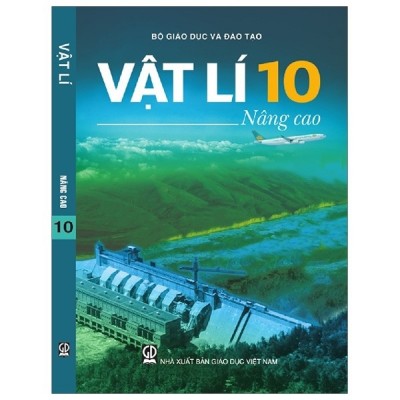 VẬT LÍ
NÂNG CAO
10
BỘ GIÁO DỤC VÀ ĐÀO TẠO
VẬT LÍ 10
Nâng cao
NHÀ XUẤT BẢN GIÁO DỤC VIỆT NAM